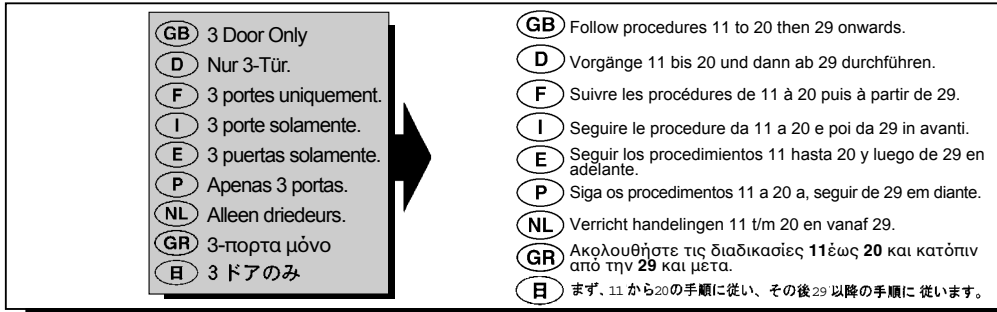 GB 3 Door Only
D Nur 3-Tür.
F 3 portes uniquement.
I 3 porte solamente.
E 3 puertas solamente.
P Apenas 3 portas.
NL Alleen driedeurs.
GR 3-πορτα μόνο
日 3 ドアのみ
GB Follow procedures 11 to 20 then 29 onwards.
D Vorgänge 11 bis 20 und dann ab 29 durchführen.
F Suivre les procédures de 11 à 20 puis à partir de 29.
I Seguire le procedure da 11 a 20 e poi da 29 in avanti.
E Seguir los procedimientos 11 hasta 20 y luego de 29 en
adelante.
P Siga os procedimentos 11 a 20 a, seguir de 29 em diante.
NL Verricht handelingen 11 t/m 20 en vanaf 29.
GR Ακολουθήστε τις διαδικασίες 11έως 20 και κατόπιν
από την 29 και μετα.
日 まず、11 から20の手順に従い、その後29以降の手順に 従います。